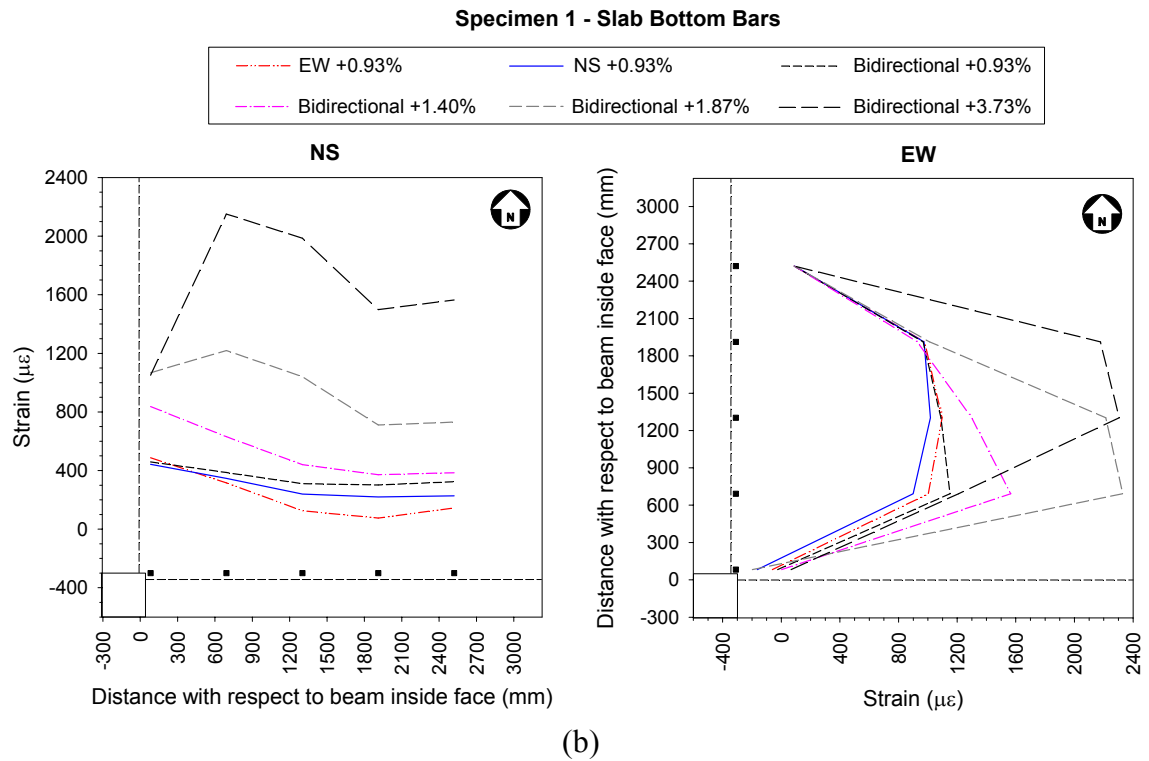 Specimen 1 - Slab Bottom Bars
EW +0.93%
NS +0.93%
Bidirectional +0.93%
Bidirectional +1.40%
Bidirectional +1.87%
Bidirectional +3.73%
NS
2400
2000
1600
1200
800
400
0
-400
Strain (με)
N
-300
0
300
600
900
1200
1500
1800
2100
2400
2700
3000
Distance with respect to beam inside face (mm)
EW
Distance with respect to beam inside face (mm)
3000
2700
2400
2100
1800
1500
1200
900
600
300
0
-300
N
-400
0
400
800
1200
1600
2000
2400
Strain (με)
(b)